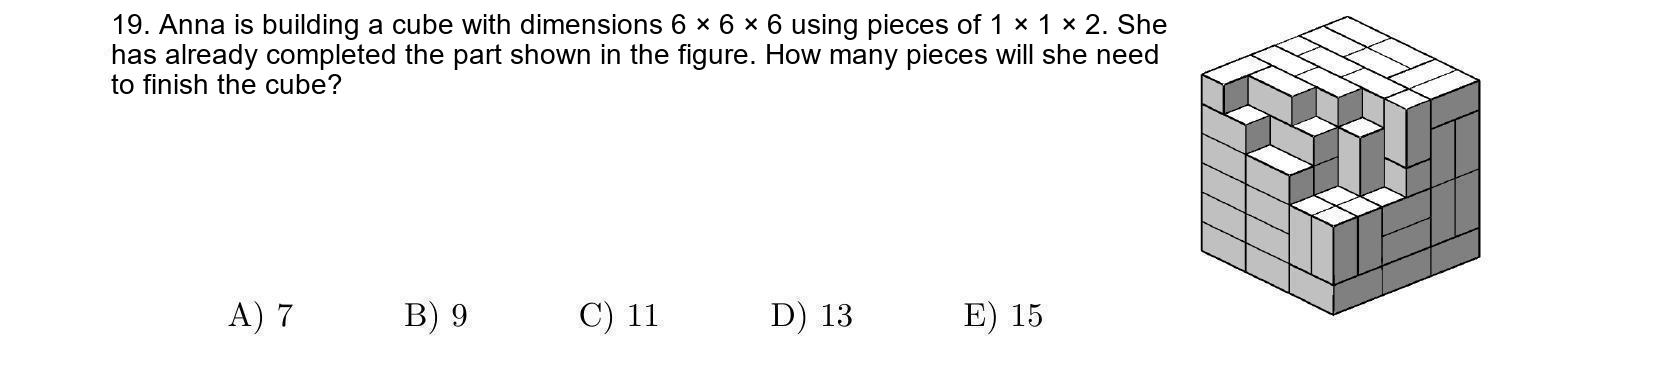 19. Anna is building a cube with dimensions 6 × 6 × 6 using pieces of 1 × 1 × 2. She
has already completed the part shown in the figure. How many pieces will she need
to finish the cube?
A) 7 B) 9 C) 11 D) 13 E) 15